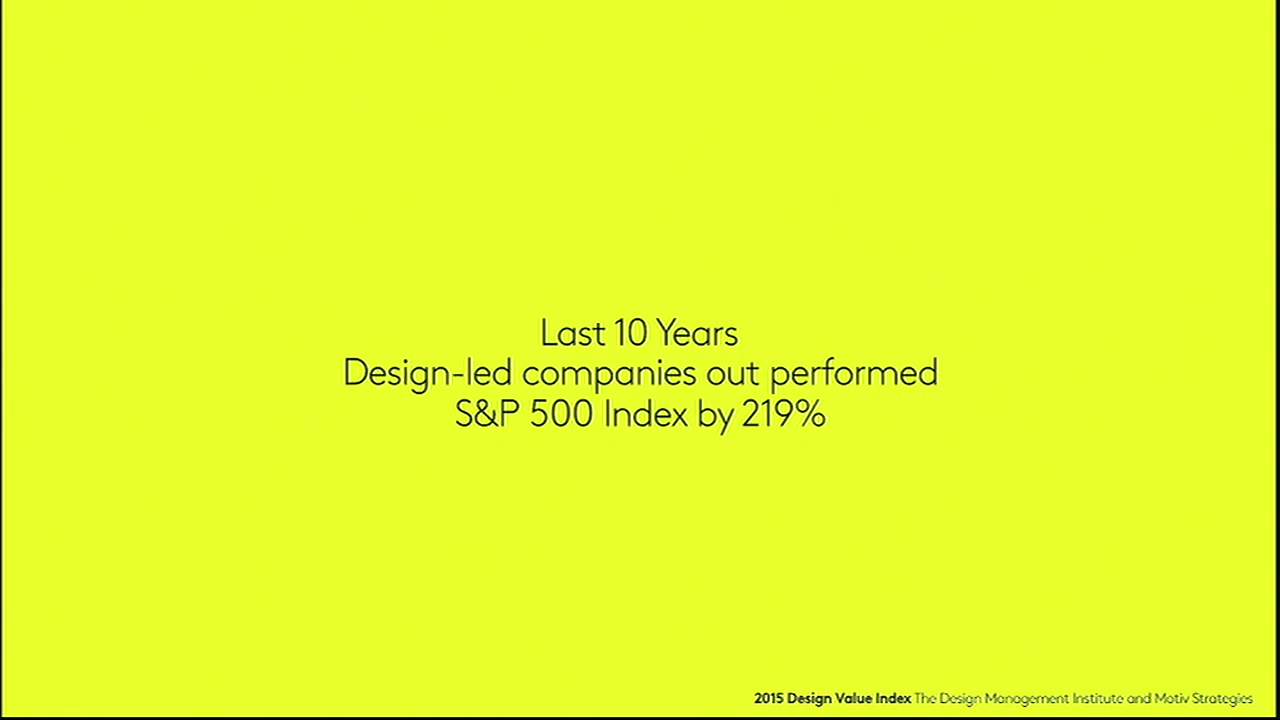 Last 10 Years
Design-led companies out performed
S&P 500 Index by 219%
2015 Design Value Index The Design Management Institute and Motiv Strategies